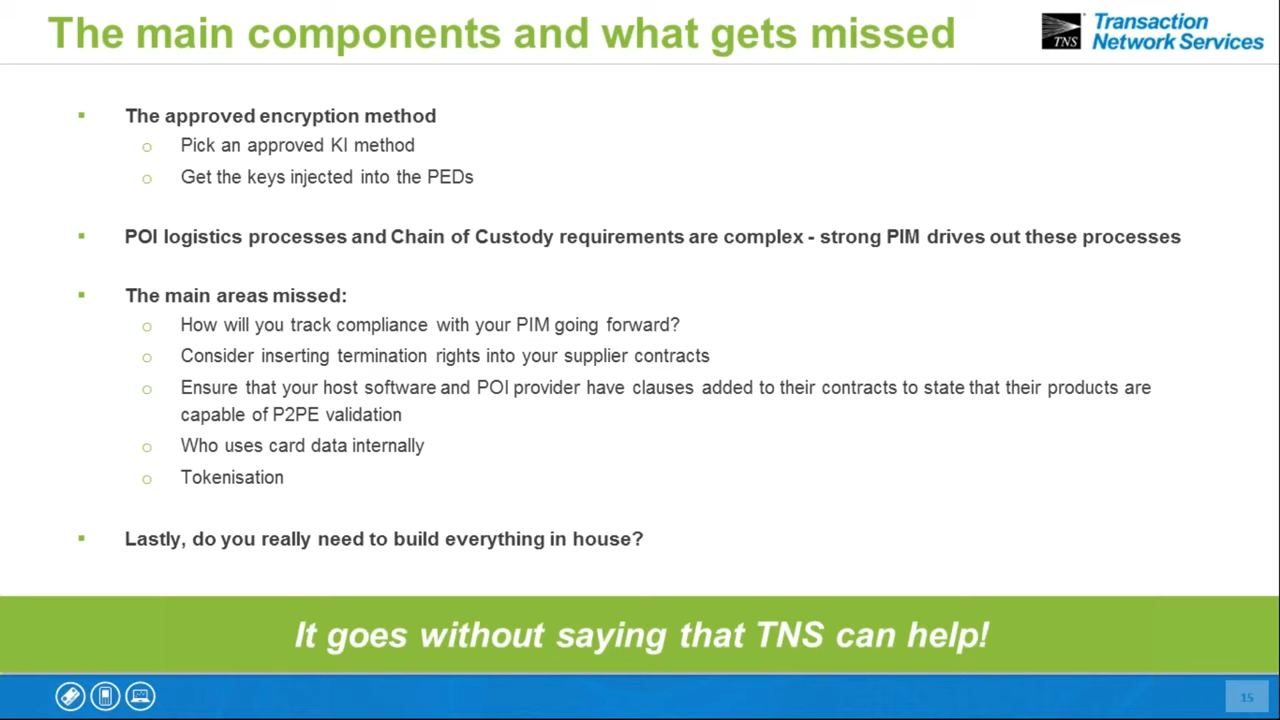 The main components and what gets missed
TNS
Transaction
Network Services
The approved encryption method
Pick an approved KI method
Get the keys injected into the PEDs
POI logistics processes and Chain of Custody requirements are complex - strong PIM drives out these processes
The main areas missed:
How will you track compliance with your PIM going forward?
Consider inserting termination rights into your supplier contracts
Ensure that your host software and POI provider have clauses added to their contracts to state that their products are
capable of P2PE validation
Who uses card data internally
Tokenisation
Lastly, do you really need to build everything in house?
It goes without saying that TNS can help!
15